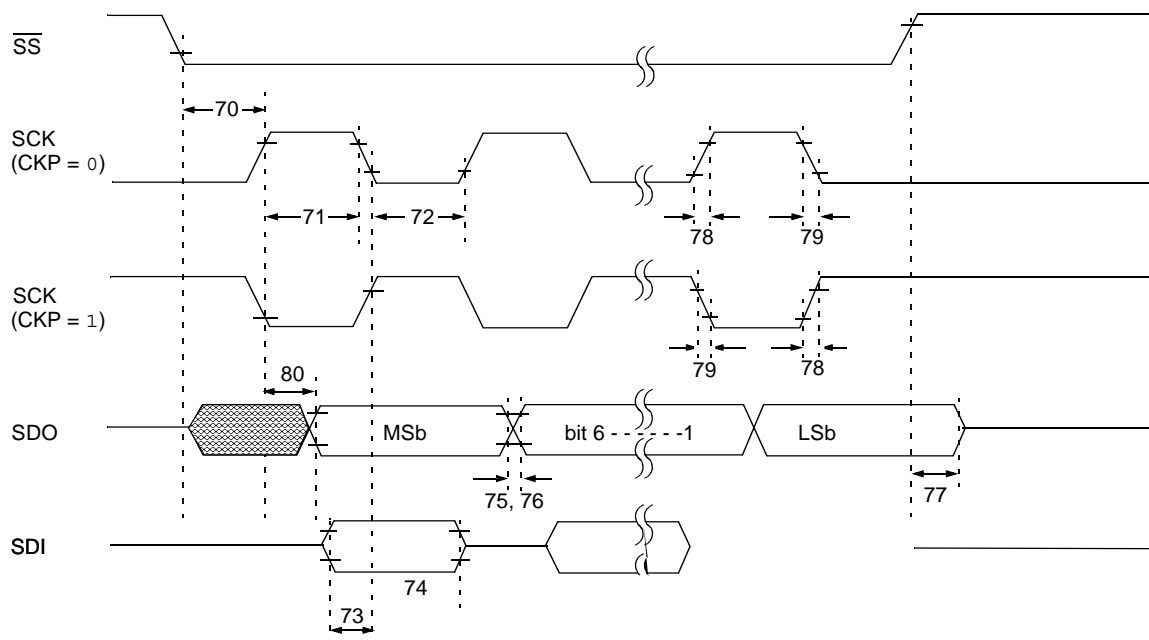 SS
70
SCK
(CKP = 0)
71
72
78
79
SCK
(CKP = 1)
79
78
80
SDO
MSb
bit 6 - - - - - -1
LSb
75, 76
77
SDI
74
73